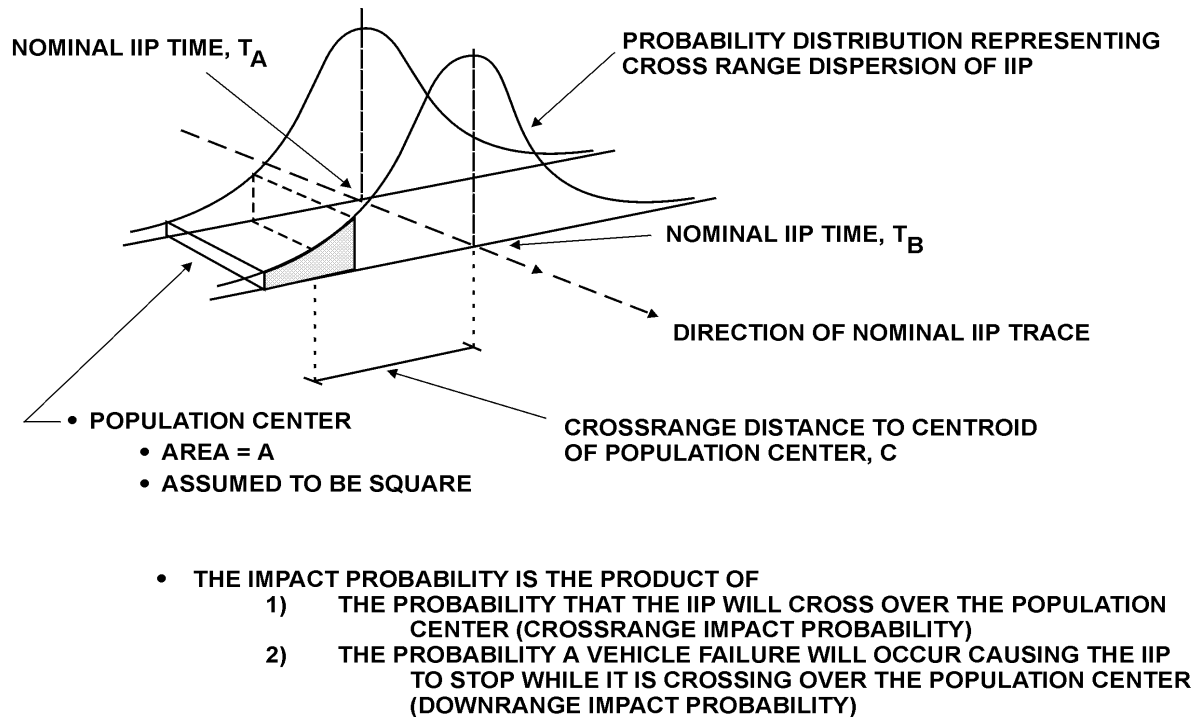 NOMINAL IIP TIME, TA
PROBABILITY DISTRIBUTION REPRESENTING
CROSS RANGE DISPERSION OF IIP
NOMINAL IIP TIME, TB
DIRECTION OF NOMINAL IIP TRACE
• POPULATION CENTER
• AREA = A
• ASSUMED TO BE SQUARE
CROSSRANGE DISTANCE TO CENTROID
OF POPULATION CENTER, C
• THE IMPACT PROBABILITY IS THE PRODUCT OF
1) THE PROBABILITY THAT THE IIP WILL CROSS OVER THE POPULATION
CENTER (CROSSRANGE IMPACT PROBABILITY)
2) THE PROBABILITY A VEHICLE FAILURE WILL OCCUR CAUSING THE IIP
TO STOP WHILE IT IS CROSSING OVER THE POPULATION CENTER
(DOWNRANGE IMPACT PROBABILITY)